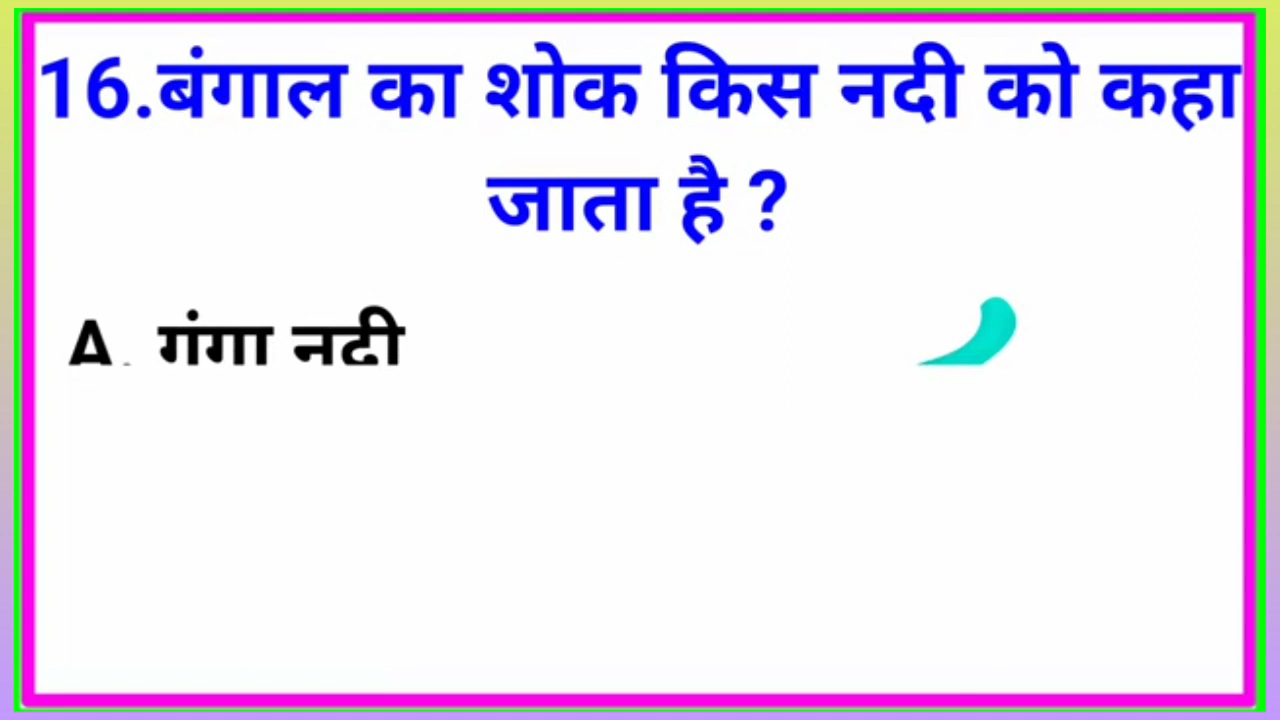 16.बंगाल का शोक किस नदी को कहा
जाता है ?
A. गंगा नदी